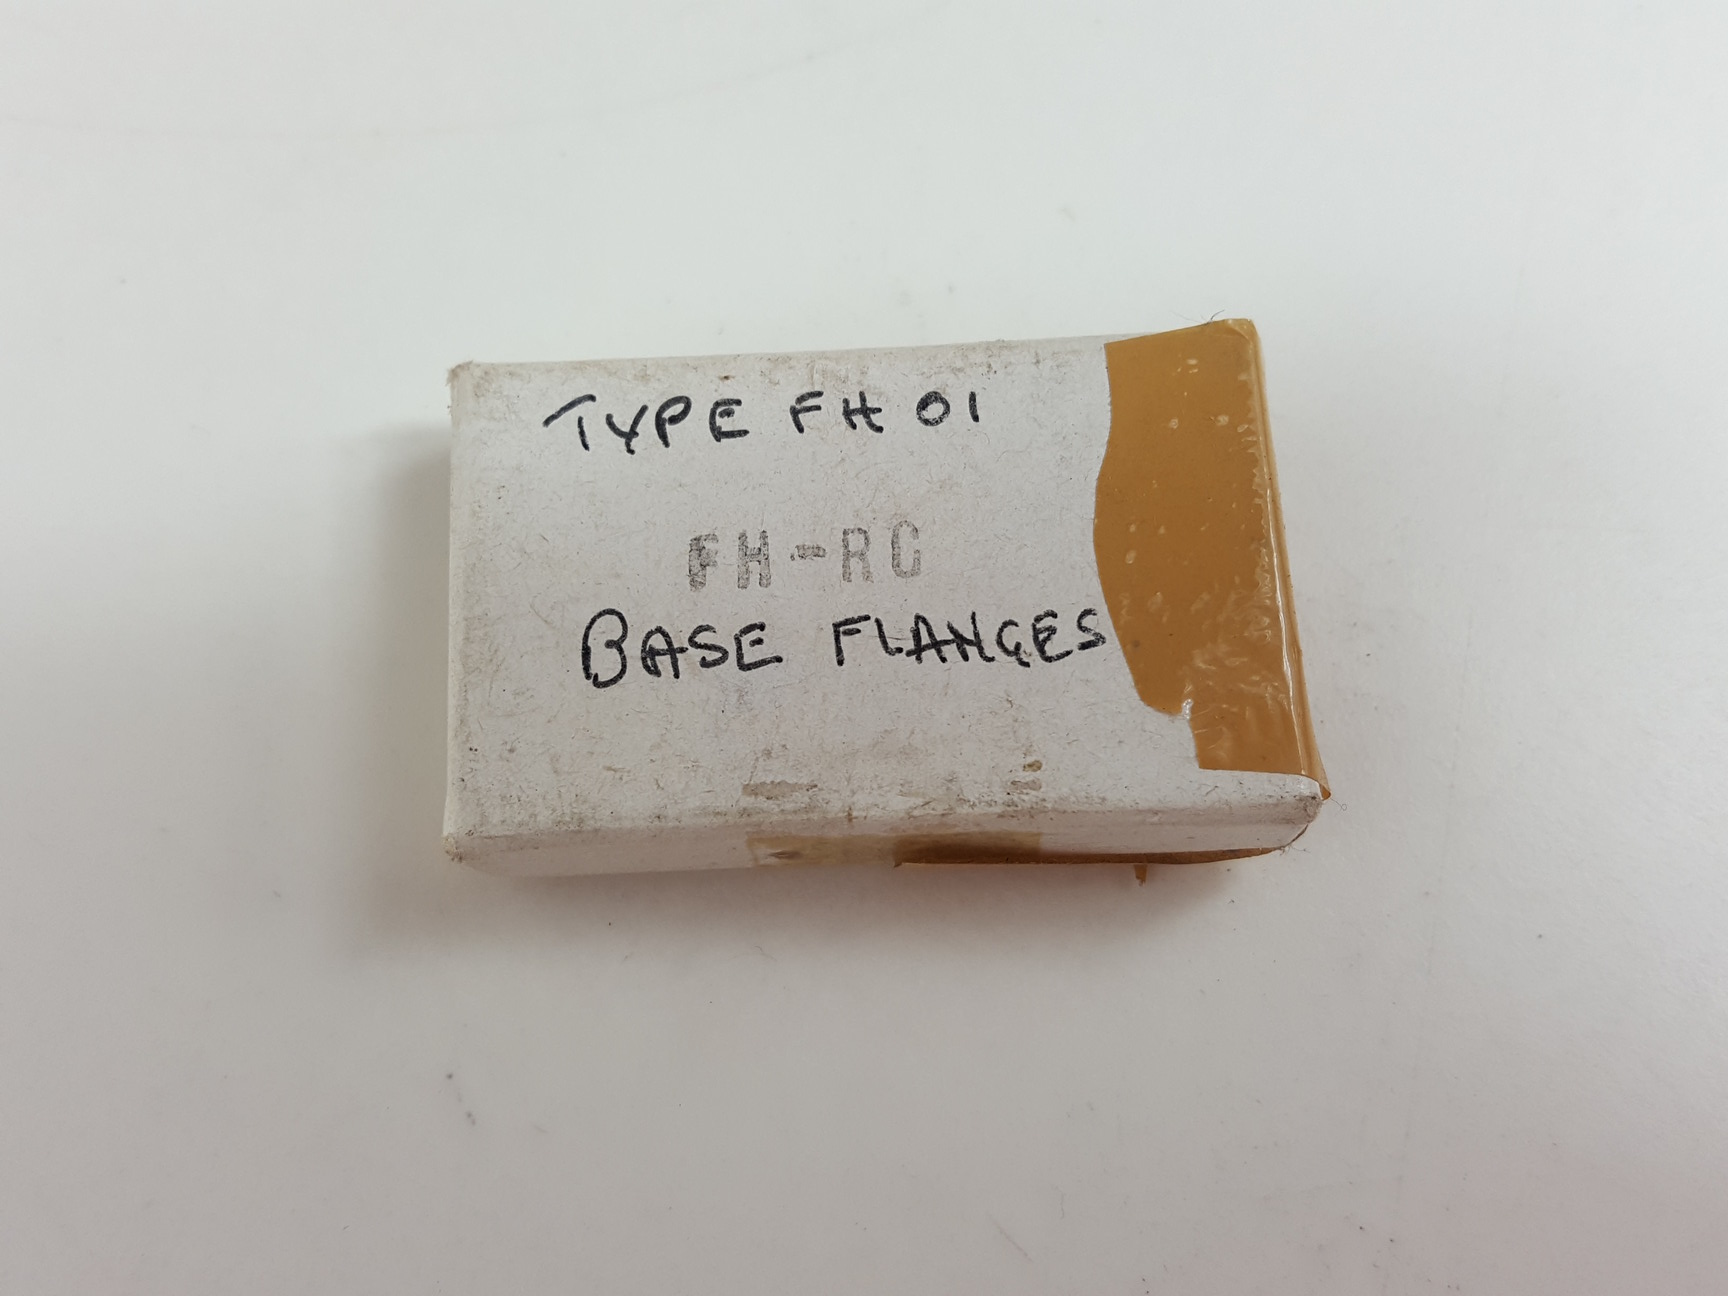 TYPE FH 01
FH-RC
BASE FLANGES